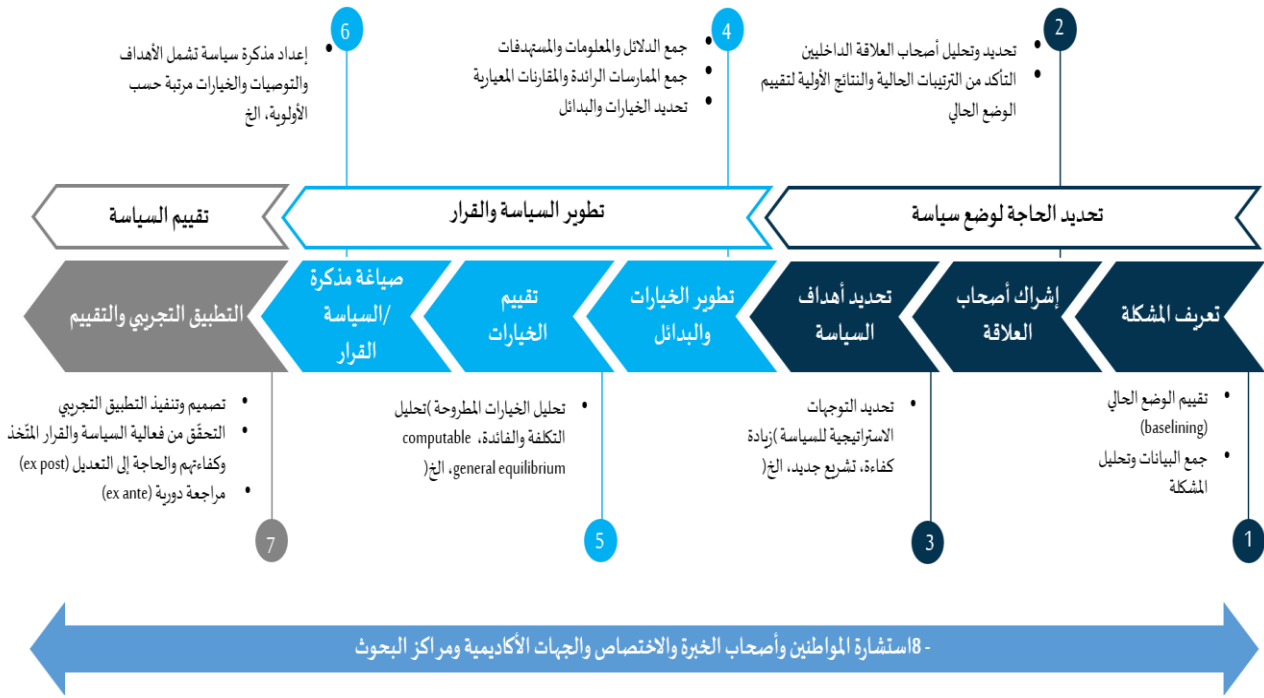 2
تحديد وتحليل أصحاب العلاقة الداخليين
التأكد من الترتيبات الحالية والنتائج الأولية لتقييم
الوضع الحالي
4
جمع الدلائل والمعلومات والمستهدفات
جمع الممارسات الرائدة والمقارنات المعيارية
تحديد الخيارات والبدائل
6
إعداد مذكرة سياسة تشمل الأهداف
والتوصيات والخيارات مرتبة حسب
الأولوية، الخ
تحديد الحاجة لوضع سياسة
تطوير السياسة والقرار
تقييم السياسة
تعريف المشكلة
إشراك أصحاب
العلاقة
تحديد أهداف
السياسة
تطوير الخيارات
والبدائل
تقييم
الخيارات
صياغة مذكرة
/السياسة
القرار
التطبيق التجريبي والتقييم
تقييم الوضع الحالي
(baselining)
جمع البيانات وتحليل
المشكلة
1
تحديد التوجهات
الاستراتيجية للسياسة )زيادة
كفاءة، تشريع جديد، الخ(
3
تحليل الخيارات المطروحة )تحليل
التكلفة والفائدة، computable
general equilibrium، الخ(
5
تصميم وتنفيذ التطبيق التجريبي
التحقّق من فعالية السياسة والقرار المتّخذ
وكفاءتهم والحاجة إلى التعديل (ex post)
مراجعة دورية (ex ante)
7
- 8استشارة المواطنين وأصحاب الخبرة والاختصاص والجهات الأكاديمية ومراكز البحوث